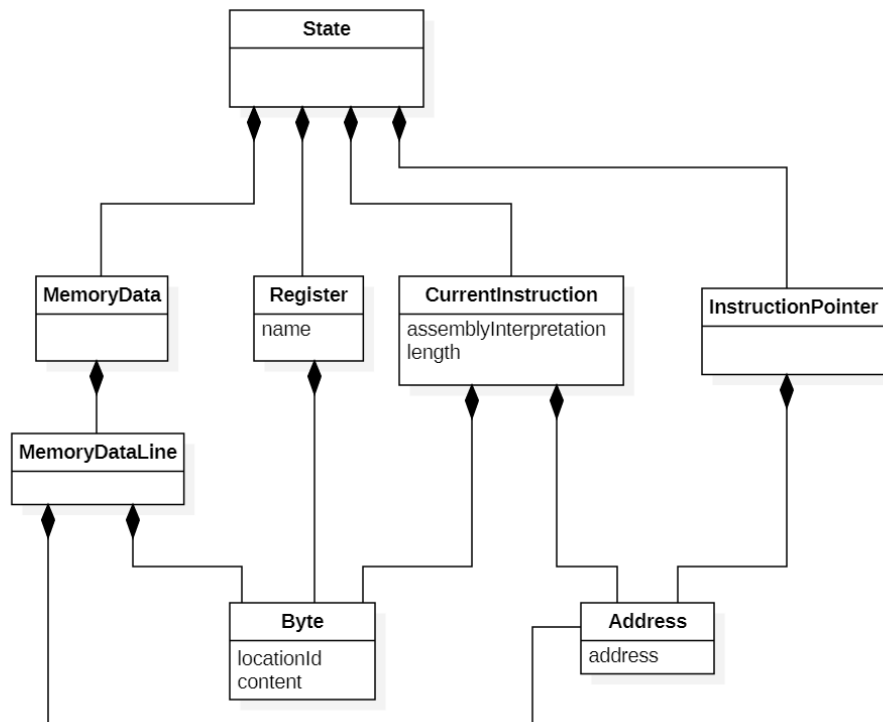 State
MemoryData
Register
name
CurrentInstruction
assemblyInterpretation
length
InstructionPointer
MemoryDataLine
Byte
locationId
content
Address
address